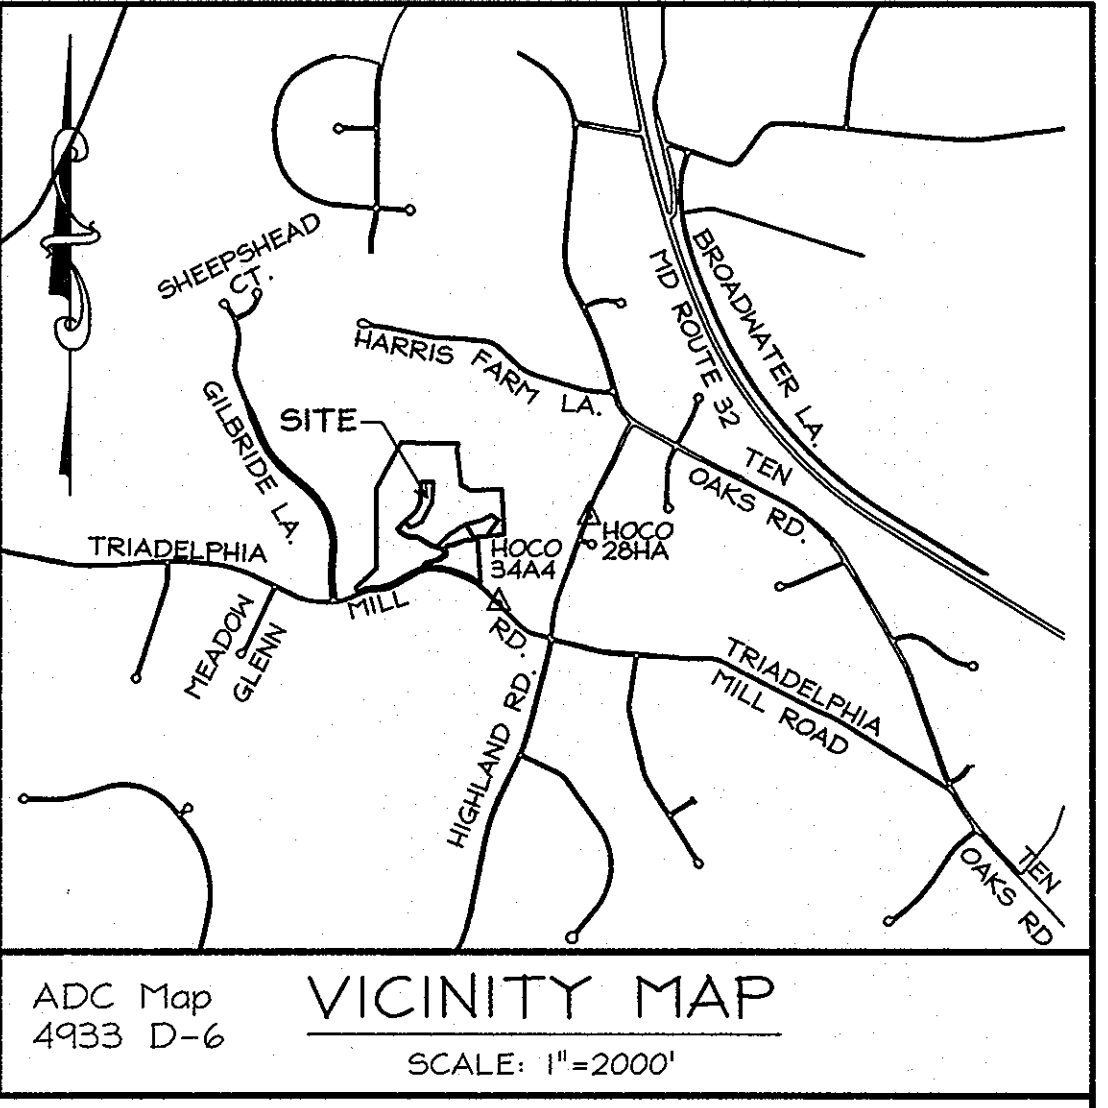 SHEEPSHEAD
CT.
BROADWATER LA.
MD ROUTE 32
HARRIS FARM LA.
GILBRIDE LA.
SITE
TEN
OAKS RD.
HOCO
28HA
HOCO
34A4
TRIADELPHIA
MILL
RD.
MEADOW
GLENN
TRIADELPHIA
MILL ROAD
HIGHLAND RD.
TEN
OAKS RD
ADC Map
4933 D-6
VICINITY MAP
SCALE: 1"=2000'